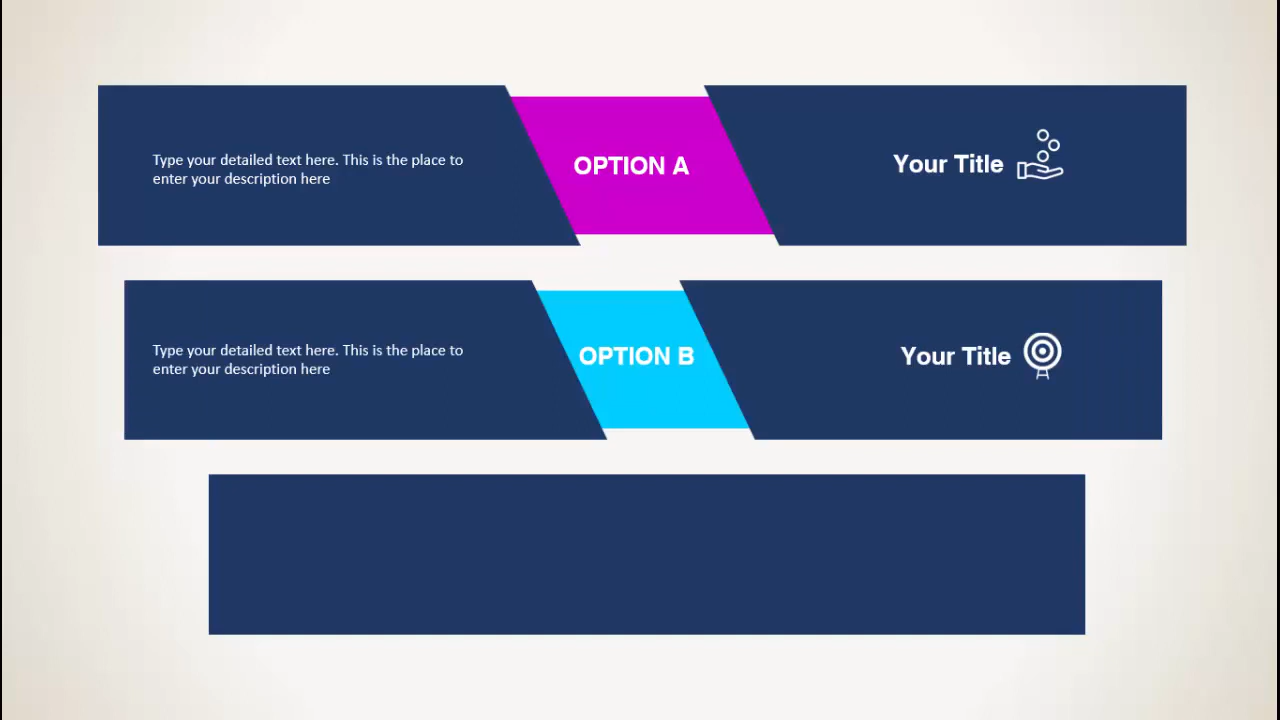 Type your detailed text here. This is the place to
enter your description here
OPTION A
Your Title
Type your detailed text here. This is the place to
enter your description here
OPTION B
Your Title